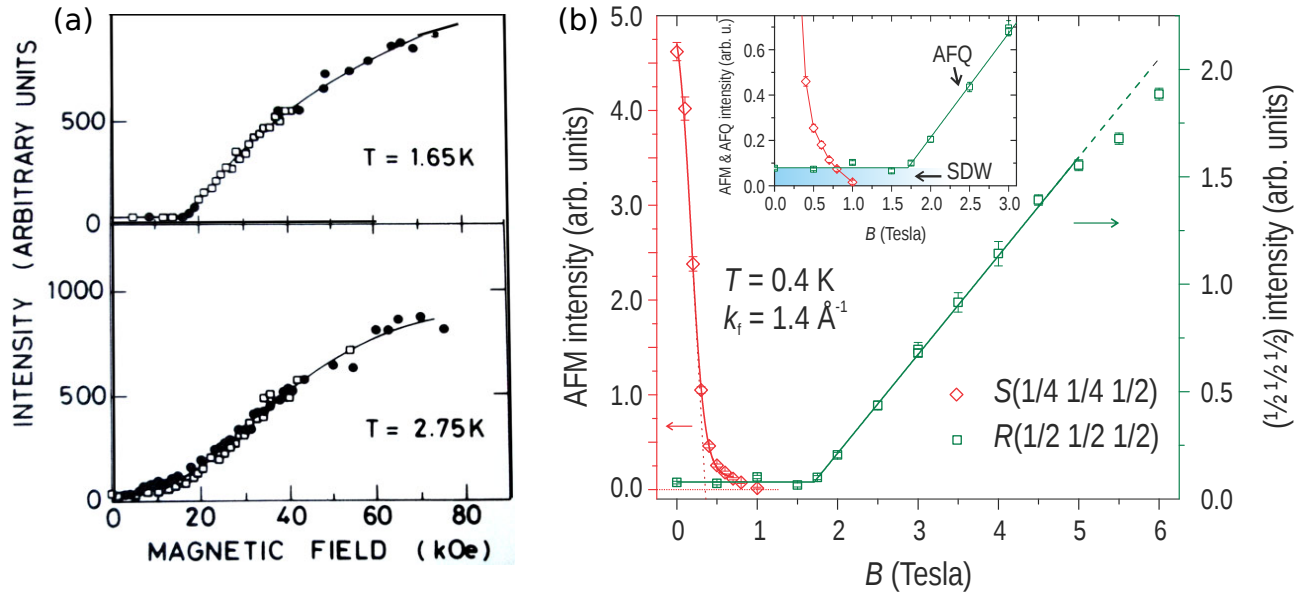 (a)
INTENSITY (ARBITRARY UNITS
500
0
T = 1.65K
1000
500
0
T = 2.75K
0 20 40 60 80
MAGNETIC FIELD (kOe)
(b)
AFM intensity (arb. units)
5.0
4.0
3.0
2.0
1.0
0.0
T = 0.4 K
kf = 1.4 Å-1
S(1/4 1/4 1/2)
R(1/2 1/2 1/2)
0 1 2 3 4 5 6
B (Tesla)
2.0
1.5
1.0
0.5
0.0
(½ ½ ½) intensity (arb. units)
AFM & AFQ intensity (arb. u.)
0.6
0.4
0.2
0.0
AFQ
SDW
0.0 0.5 1.0 1.5 2.0 2.5 3.0
B (Tesla)